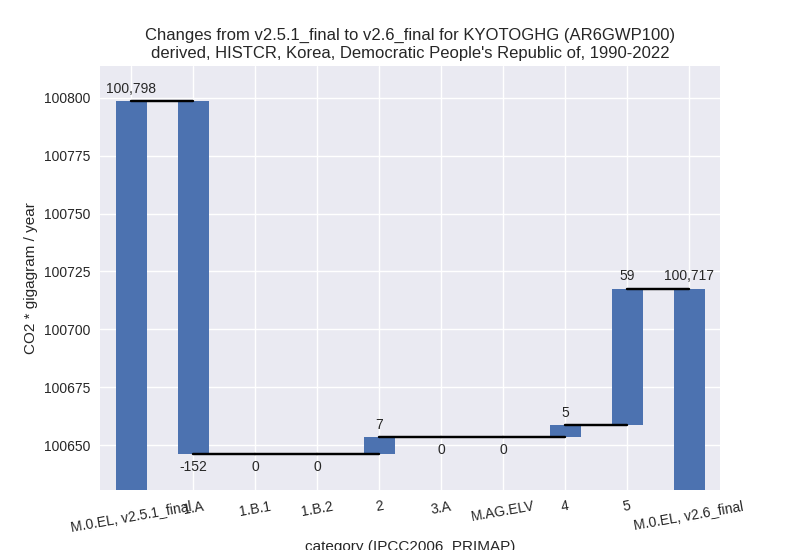 Changes from v2.5.1_final to v2.6_final for KYOTOGHG (AR6GWP100)
derived, HISTCR, Korea, Democratic People's Republic of, 1990-2022
100,798
100800
100775
100750
100725
100700
100675
100650
CO2 * gigagram / year
-152
0
0
7
0
0
5
59
100,717
M.0.EL, v2.5.1_final
1.A
1.B.1
1.B.2
2
3.A
M.AG.ELV
4
5
M.0.EL, v2.6_final
category (IPCC2006_PRIMAP)